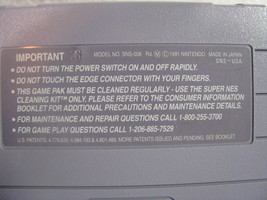 IMPORTANT MODEL NO. SNS-006 Pd. M © 1991 NINTENDO MADE IN JAPAN
SNS - USA
• DO NOT TURN THE POWER SWITCH ON AND OFF RAPIDLY.
• DO NOT TOUCH THE EDGE CONNECTOR WITH YOUR FINGERS.
• THIS GAME PAK MUST BE CLEANED REGULARLY - USE THE SUPER NES
CLEANING KIT ONLY. PLEASE REFER TO THE CONSUMER INFORMATION
BOOKLET FOR ADDITIONAL PRECAUTIONS AND MAINTENANCE DETAILS.
• FOR MAINTENANCE AND REPAIR QUESTIONS CALL 1-800-255-3700
• FOR GAME PLAY QUESTIONS CALL 1-206-885-7529
U.S. PATENTS: MORE PATENTS ISSUED AND PENDING. SEE BOOKLET.